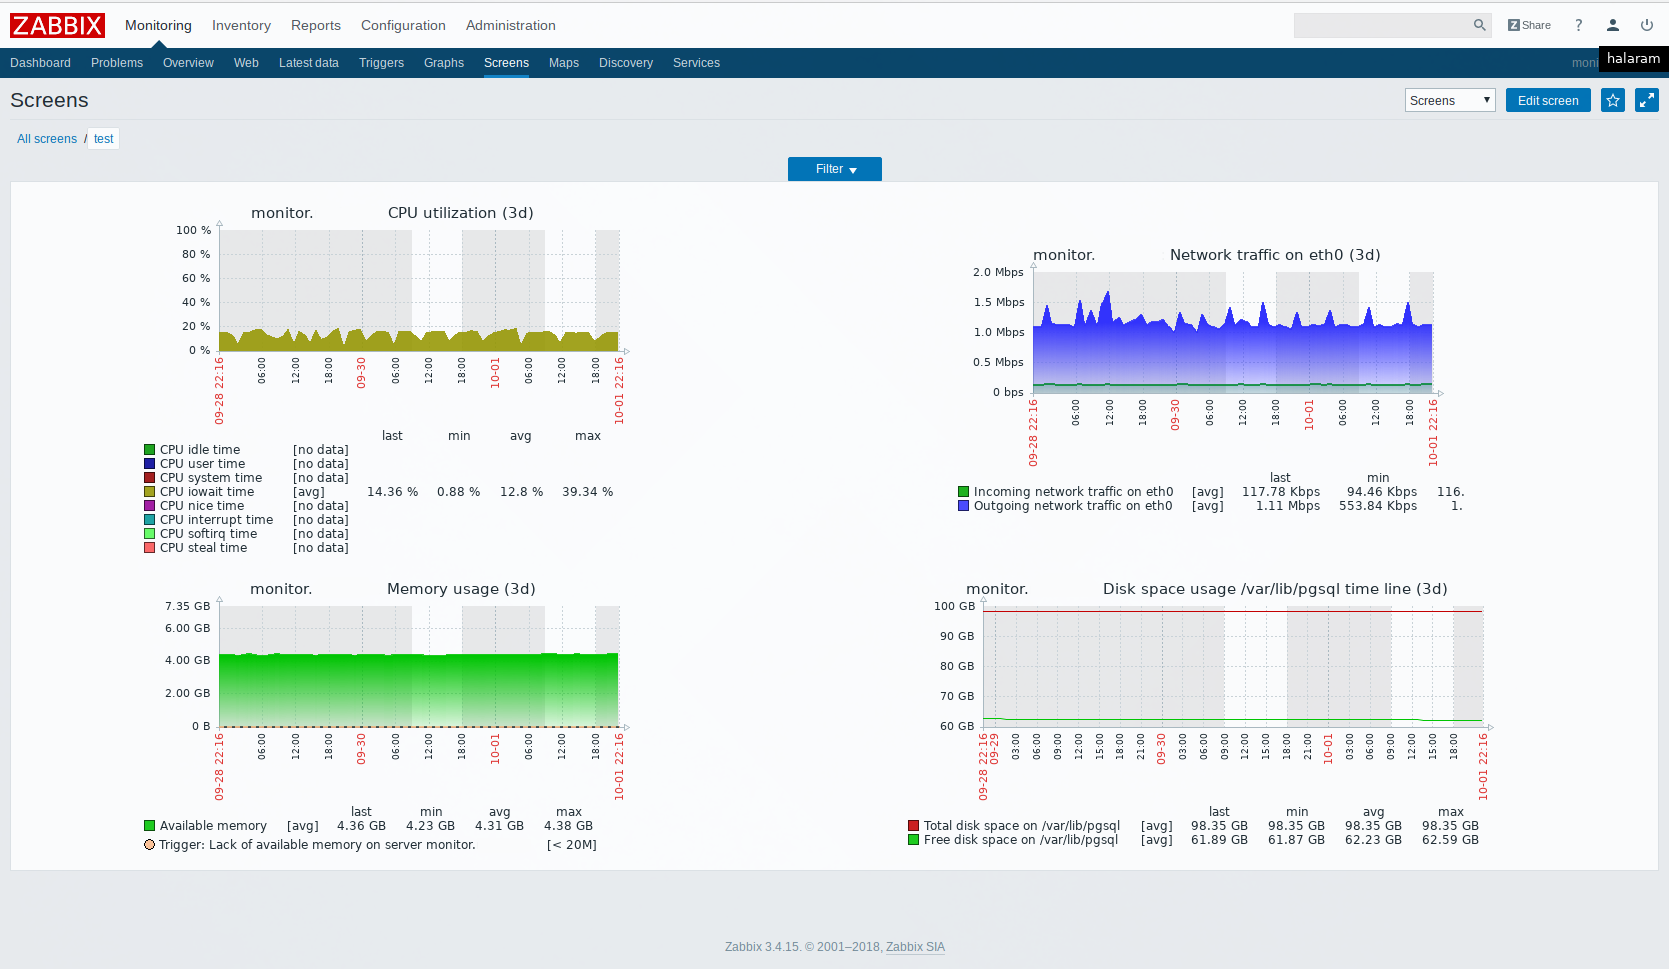 ZABBIX Monitoring Inventory Reports Configuration Administration Z Share ?
Dashboard Problems Overview Web Latest data Triggers Graphs Screens Maps Discovery Services moni halaram
Screens Screens Edit screen
All screens / test
Filter
monitor. CPU utilization (3d)
100 %
80 %
60 %
40 %
20 %
0 %
09-28 22:16 06:00 12:00 18:00 09-30 06:00 12:00 18:00 10-01 06:00 12:00 18:00 10-01 22:16
last min avg max
CPU idle time [no data]
CPU user time [no data]
CPU system time [no data]
CPU iowait time [avg] 14.36 % 0.88 % 12.8 % 39.34 %
CPU nice time [no data]
CPU interrupt time [no data]
CPU softirq time [no data]
CPU steal time [no data]
monitor. Network traffic on eth0 (3d)
2.0 Mbps
1.5 Mbps
1.0 Mbps
0.5 Mbps
0 bps
09-28 22:16 06:00 12:00 18:00 09-30 06:00 12:00 18:00 10-01 06:00 12:00 18:00 10-01 22:16
last min
Incoming network traffic on eth0 [avg] 117.78 Kbps 94.46 Kbps 116.
Outgoing network traffic on eth0 [avg] 1.11 Mbps 553.84 Kbps 1.
monitor. Memory usage (3d)
7.35 GB
6.00 GB
4.00 GB
2.00 GB
0 B
09-28 22:16 06:00 12:00 18:00 09-30 06:00 12:00 18:00 10-01 06:00 12:00 18:00 10-01 22:16
last min avg max
Available memory [avg] 4.36 GB 4.23 GB 4.31 GB 4.38 GB
Trigger: Lack of available memory on server monitor. [< 20M]
monitor. Disk space usage /var/lib/pgsql time line (3d)
100 GB
90 GB
80 GB
70 GB
60 GB
09-28 22:16 09-29 03:00 06:00 09:00 12:00 15:00 18:00 21:00 09-30 03:00 06:00 09:00 12:00 15:00 18:00 21:00 10-01 03:00 06:00 09:00 12:00 15:00 18:00 10-01 22:16
last min avg max
Total disk space on /var/lib/pgsql [avg] 98.35 GB 98.35 GB 98.35 GB 98.35 GB
Free disk space on /var/lib/pgsql [avg] 61.89 GB 61.87 GB 62.23 GB 62.59 GB
Zabbix 3.4.15. © 2001–2018, Zabbix SIA